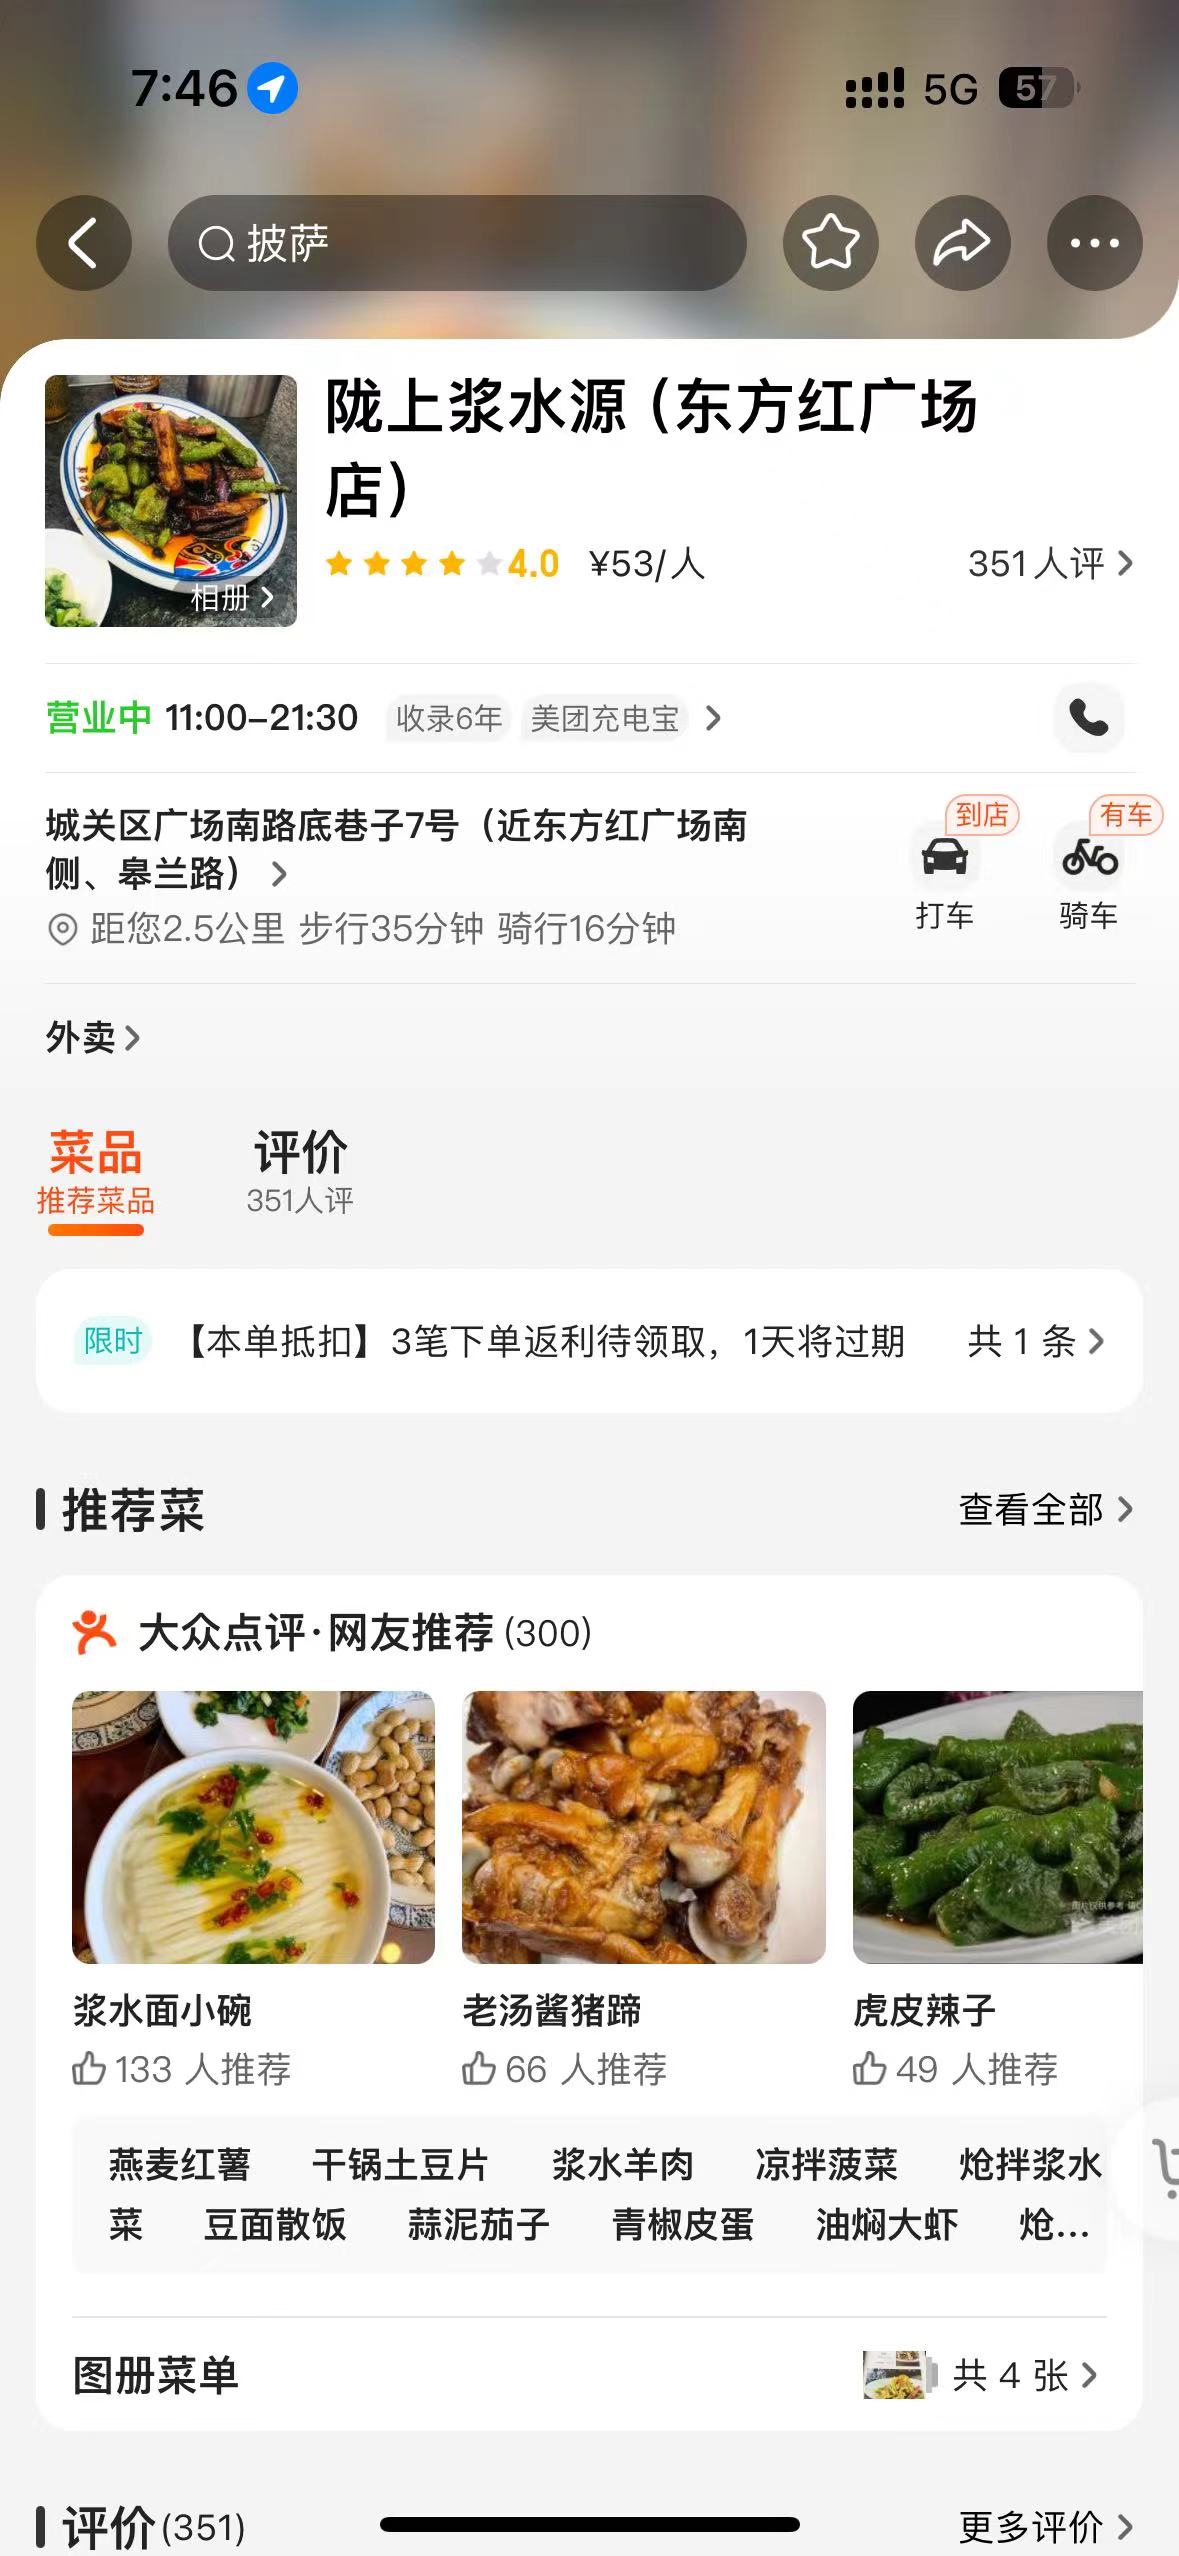 7:46
5G
57
披萨
陇上浆水源（东方红广场
店）
4.0 ¥53/人 351人评
相册
营业中 11:00-21:30 收录6年 美团充电宝
城关区广场南路底巷子7号（近东方红广场南
侧、皋兰路）
距您2.5公里 步行35分钟 骑行16分钟
到店
打车
有车
骑车
外卖
菜品 评价
推荐菜品 351人评
限时 【本单抵扣】3笔下单返利待领取，1天将过期 共 1 条
推荐菜 查看全部
大众点评·网友推荐 (300)
浆水面小碗 老汤酱猪蹄 虎皮辣子
133 人推荐 66 人推荐 49 人推荐
燕麦红薯 干锅土豆片 浆水羊肉 凉拌菠菜 炝拌浆水
菜 豆面散饭 蒜泥茄子 青椒皮蛋 油焖大虾 炝...
图册菜单 共 4 张
评价(351) 更多评价